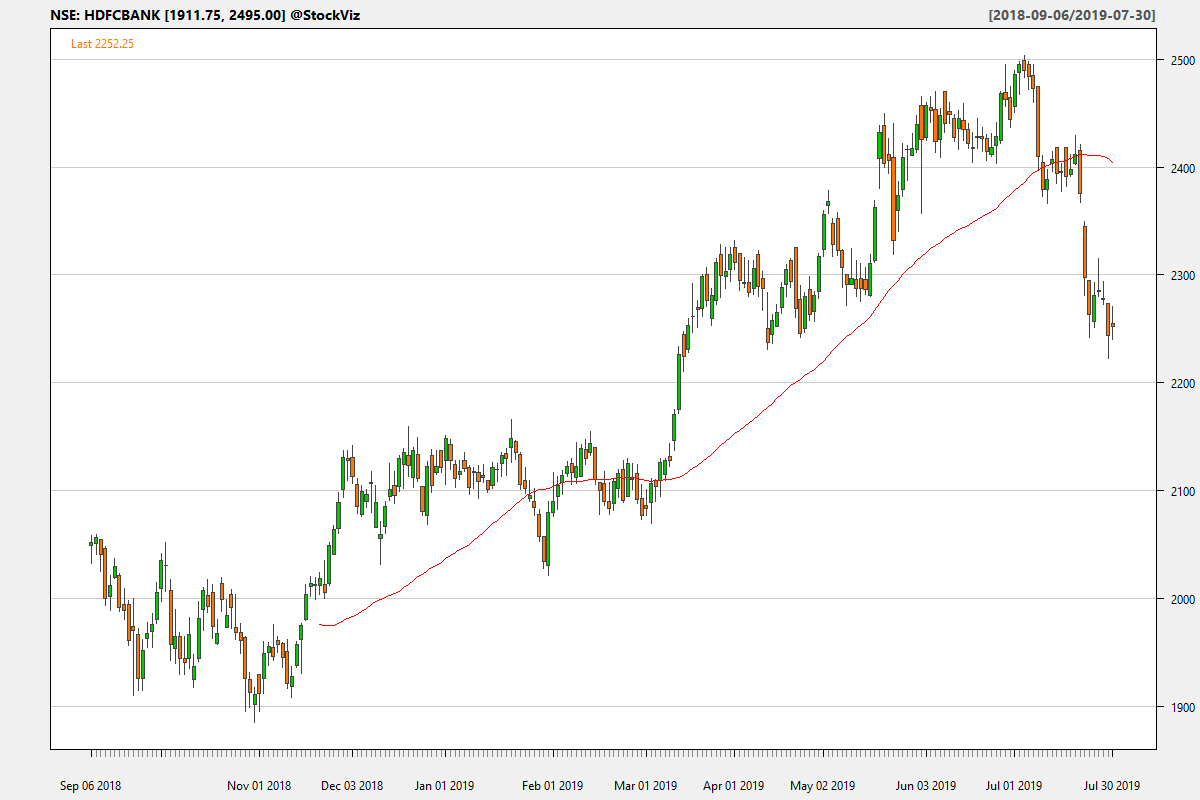 NSE: HDFCBANK [1911.75, 2495.00] @StockViz
[2018-09-06/2019-07-30]
Last 2252.25
2500
2400
2300
2200
2100
2000
1900
Sep 06 2018 Nov 01 2018 Dec 03 2018 Jan 01 2019 Feb 01 2019 Mar 01 2019 Apr 01 2019 May 02 2019 Jun 03 2019 Jul 01 2019 Jul 30 2019